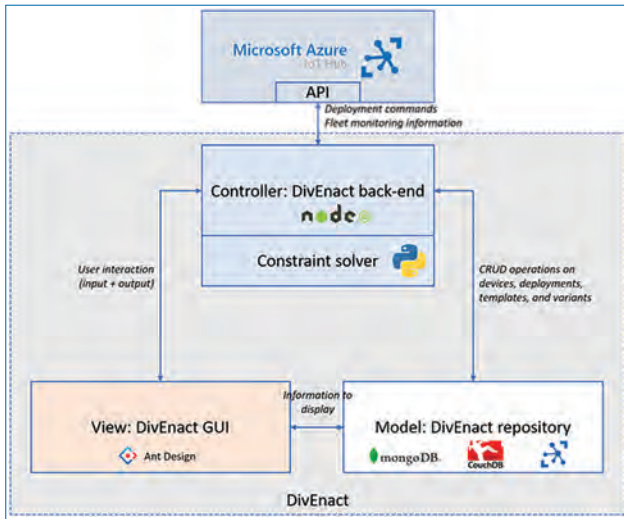 Microsoft Azure
IoT Hub
API
Deployment commands
Fleet monitoring information
Controller: DivEnact back-end
node
Constraint solver
User interaction
(input + output)
CRUD operations on
devices, deployments,
templates, and variants
Information to
display
View: DivEnact GUI
Ant Design
Model: DivEnact repository
mongoDB
CouchDB
DivEnact